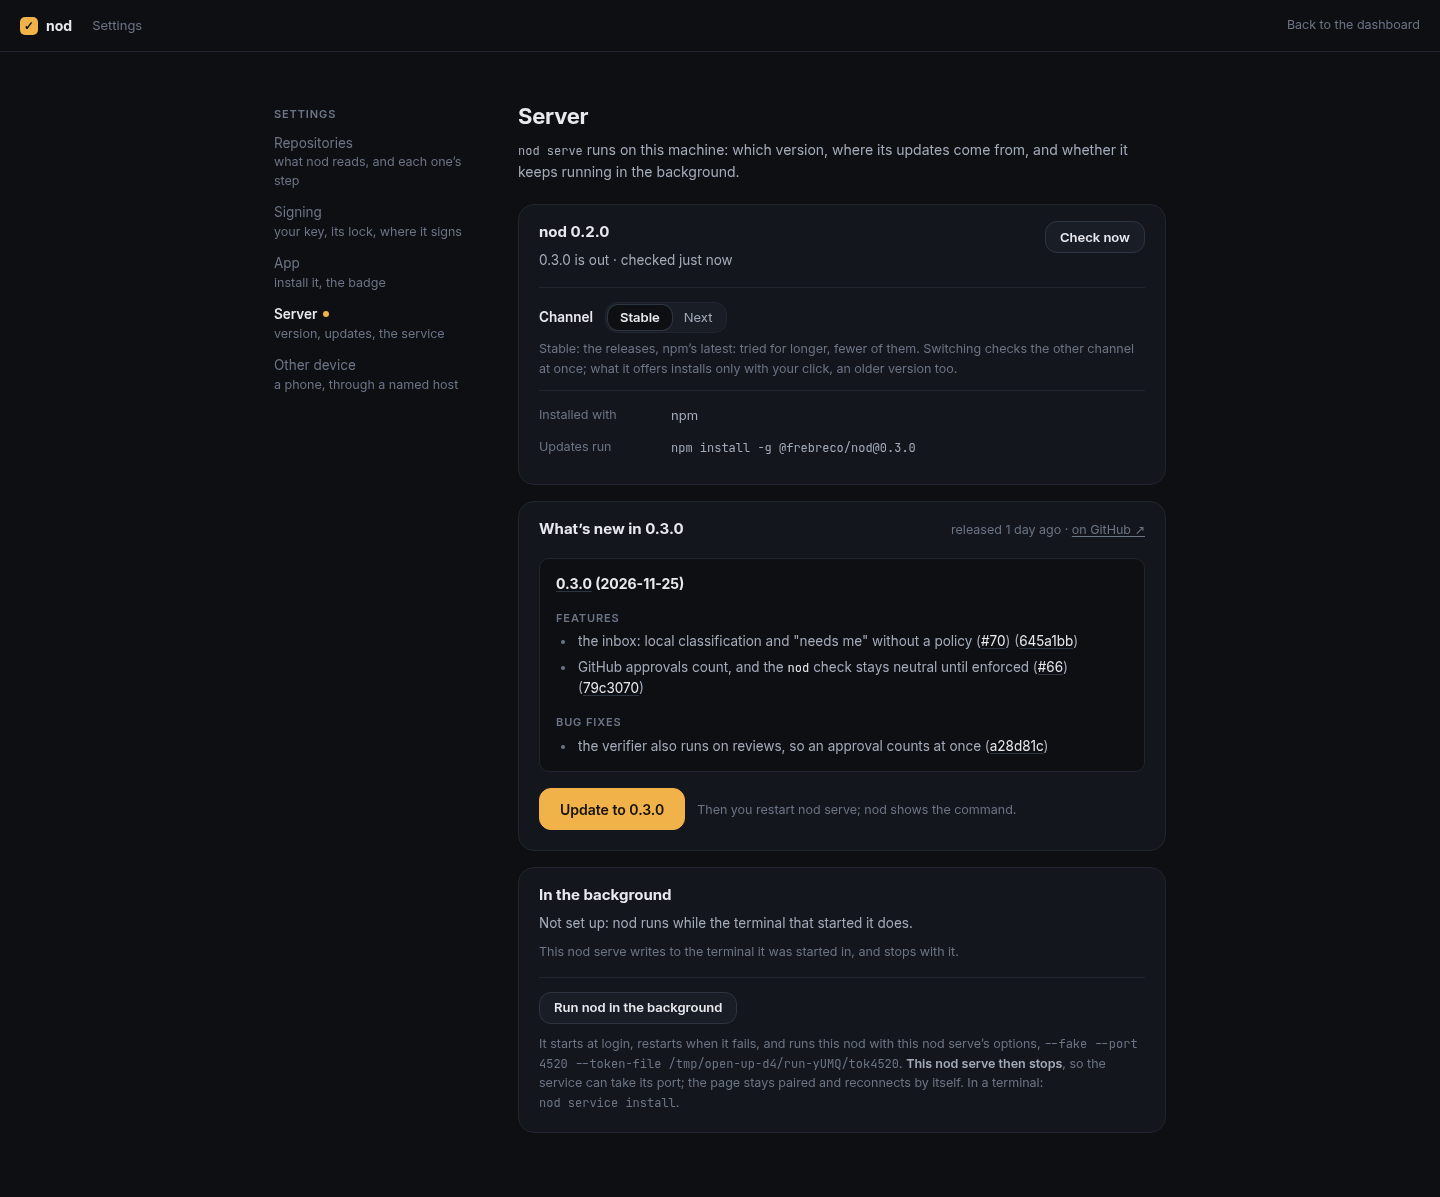 ✓ nod Settings Back to the dashboard
SETTINGS
Repositories
what nod reads, and each one’s
step
Signing
your key, its lock, where it signs
App
install it, the badge
Server
version, updates, the service
Other device
a phone, through a named host
Server
nod serve runs on this machine: which version, where its updates come from, and whether it
keeps running in the background.
nod 0.2.0
Check now
0.3.0 is out · checked just now
Channel Stable Next
Stable: the releases, npm’s latest: tried for longer, fewer of them. Switching checks the other channel
at once; what it offers installs only with your click, an older version too.
Installed with npm
Updates run npm install -g @frebreco/nod@0.3.0
What’s new in 0.3.0 released 1 day ago · on GitHub ↗
0.3.0 (2026-11-25)
FEATURES
• the inbox: local classification and "needs me" without a policy (#70) (645a1bb)
• GitHub approvals count, and the nod check stays neutral until enforced (#66)
(79c3070)
BUG FIXES
• the verifier also runs on reviews, so an approval counts at once (a28d81c)
Update to 0.3.0 Then you restart nod serve; nod shows the command.
In the background
Not set up: nod runs while the terminal that started it does.
This nod serve writes to the terminal it was started in, and stops with it.
Run nod in the background
It starts at login, restarts when it fails, and runs this nod with this nod serve’s options, --fake --port
4520 --token-file /tmp/open-up-d4/run-yUMQ/tok4520. This nod serve then stops, so the
service can take its port; the page stays paired and reconnects by itself. In a terminal:
nod service install.